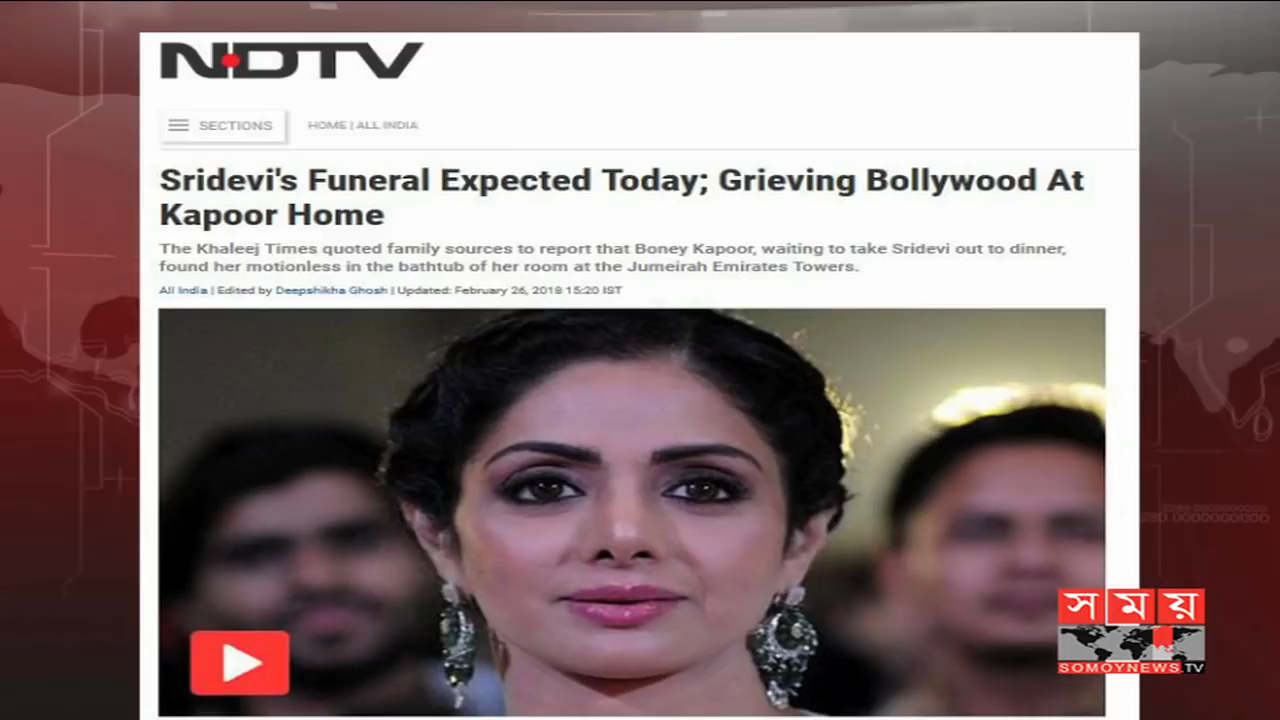 NDTV
SECTIONS HOME | ALL INDIA
Sridevi's Funeral Expected Today; Grieving Bollywood At
Kapoor Home
The Khaleej Times quoted family sources to report that Boney Kapoor, waiting to take Sridevi out to dinner,
found her motionless in the bathtub of her room at the Jumeirah Emirates Towers.
All India | Edited by Deepshikha Ghosh | Updated: February 26, 2018 15:20 IST
সময়
SOMOYNEWS.TV